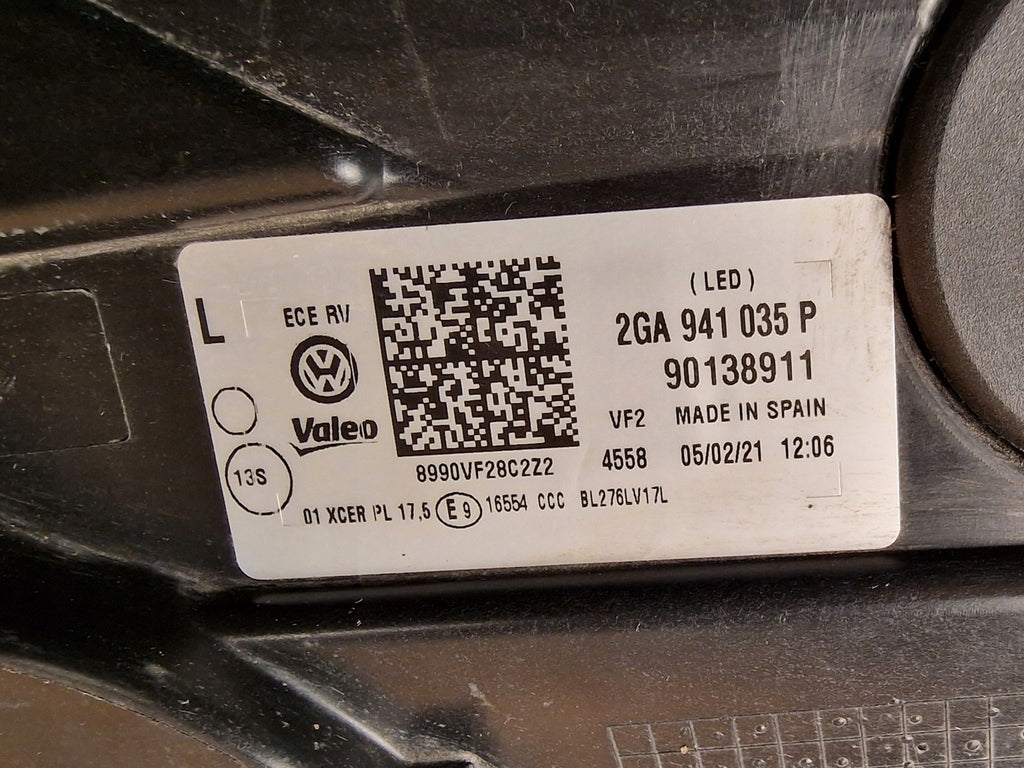 L
ECE RV
Valeo
13S
8990VF28C2Z2
(LED)
2GA 941 035 P
90138911
VF2 MADE IN SPAIN
4558 05/02/21 12:06
01 XCER PL 17,5 E9 16554 CCC BL276LV17L